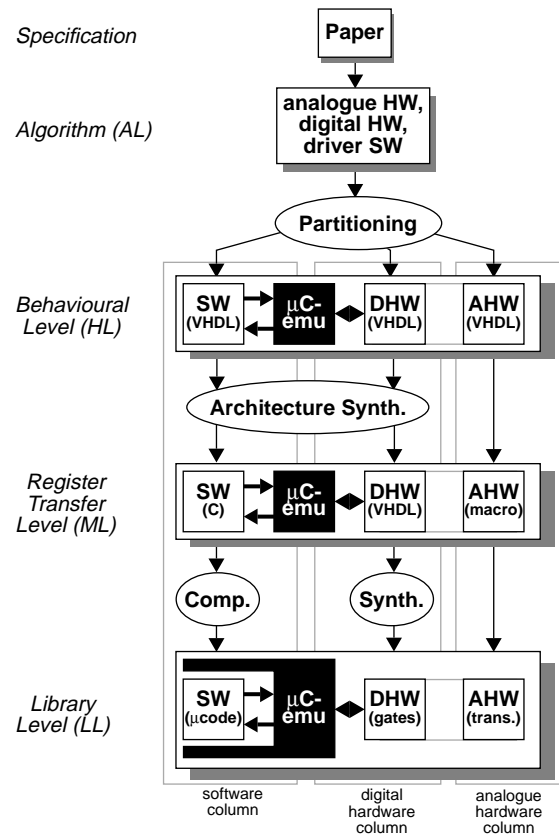 Specification
Paper
Algorithm (AL)
analogue HW,
digital HW,
driver SW
Partitioning
Behavioural
Level (HL)
SW
(VHDL)
μC-
emu
DHW
(VHDL)
AHW
(VHDL)
Architecture Synth.
Register
Transfer
Level (ML)
SW
(C)
μC-
emu
DHW
(VHDL)
AHW
(macro)
Comp.
Synth.
Library
Level (LL)
SW
(μcode)
μC-
emu
DHW
(gates)
AHW
(trans.)
software
column
digital
hardware
column
analogue
hardware
column